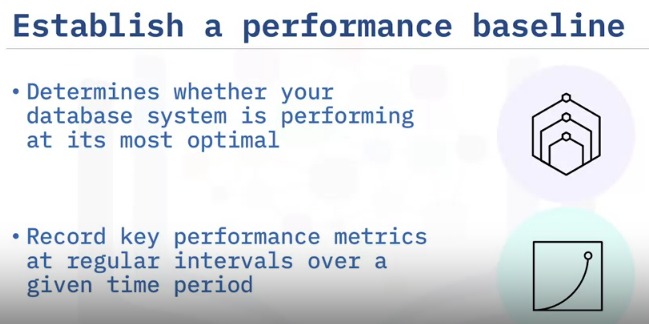 Establish a performance baseline
• Determines whether your
database system is performing
at its most optimal
• Record key performance metrics
at regular intervals over a
given time period